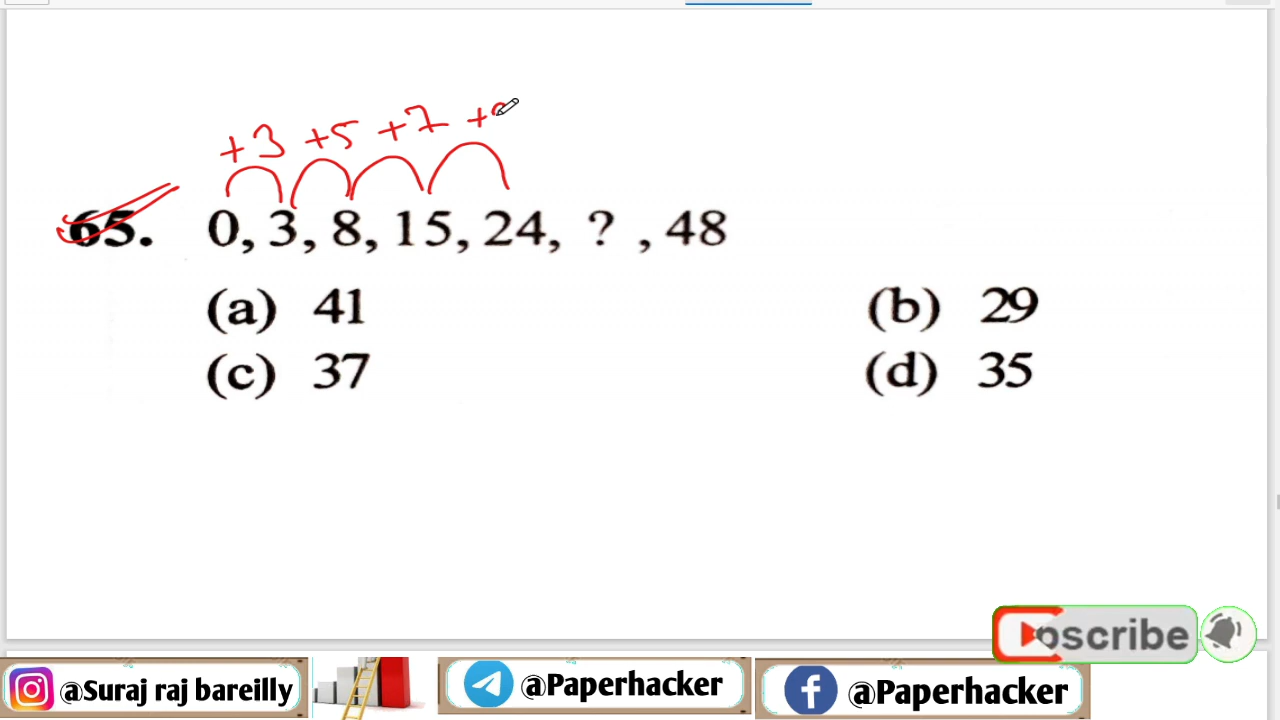 +3 +5 +7 +
65. 0, 3, 8, 15, 24, ? , 48
(a) 41 (b) 29
(c) 37 (d) 35
@Suraj raj bareilly @Paperhacker @Paperhacker